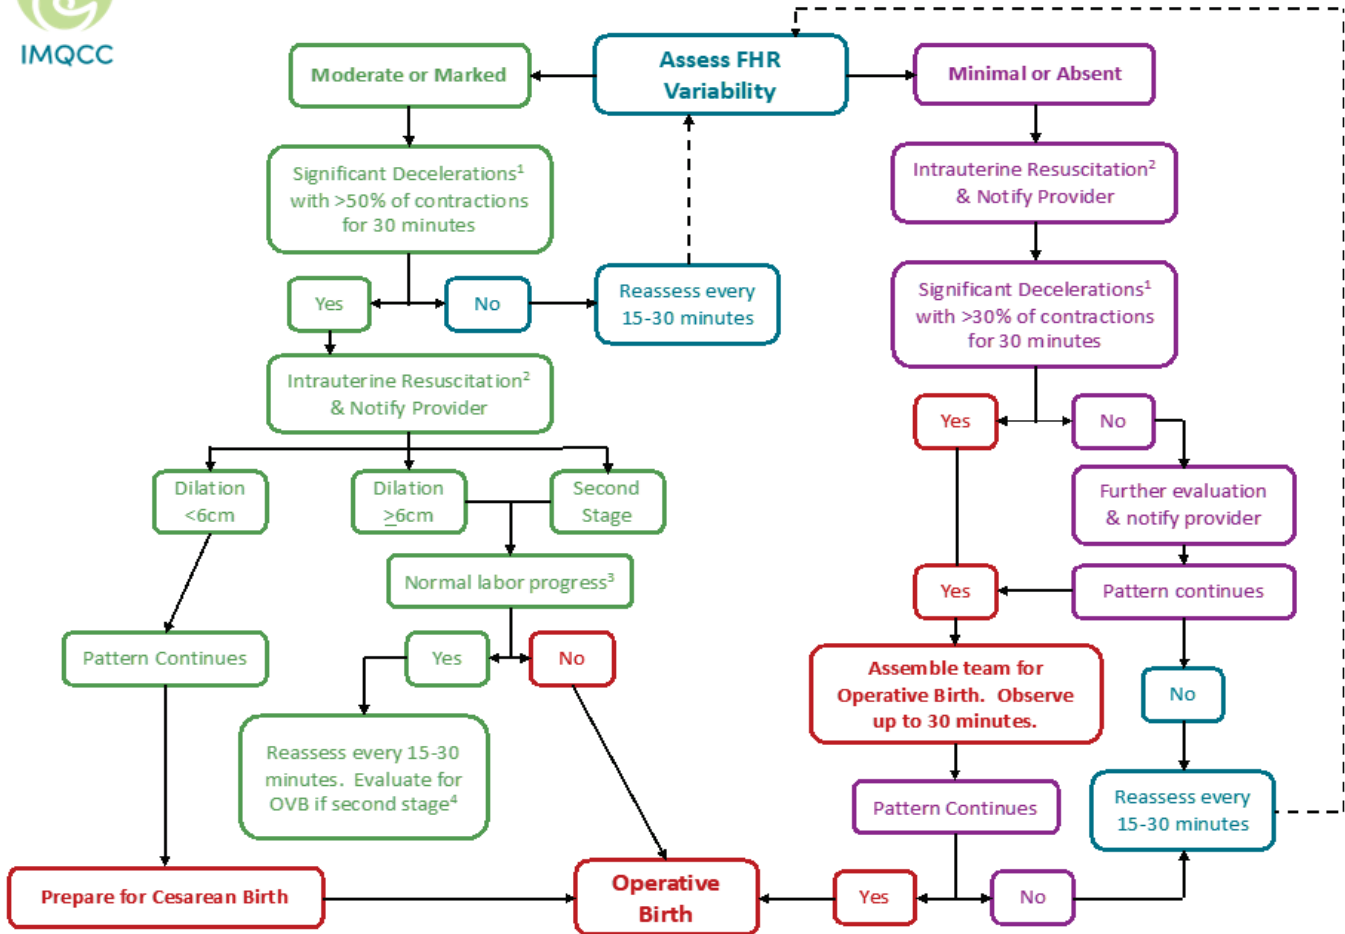 IMQCC
Assess FHR
Variability
Moderate or Marked
Minimal or Absent
Significant Decelerations¹
with >50% of contractions
for 30 minutes
Yes
No
Reassess every
15-30 minutes
Intrauterine Resuscitation²
& Notify Provider
Dilation
<6cm
Dilation
≥6cm
Second
Stage
Normal labor progress³
Pattern Continues
Yes
No
Reassess every 15-30
minutes. Evaluate for
OVB if second stage⁴
Prepare for Cesarean Birth
Operative
Birth
Intrauterine Resuscitation²
& Notify Provider
Significant Decelerations¹
with >30% of contractions
for 30 minutes
Yes
No
Further evaluation
& notify provider
Yes
Pattern continues
Assemble team for
Operative Birth. Observe
up to 30 minutes.
No
Pattern Continues
Reassess every
15-30 minutes
Yes
No